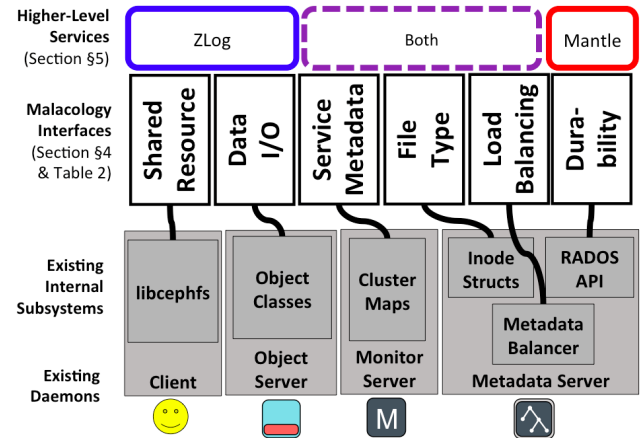 Higher-Level
Services
(Section §5)
ZLog
Both
Mantle
Malacology
Interfaces
(Section §4
& Table 2)
Shared
Resource
Data
I/O
Service
Metadata
File
Type
Load
Balancing
Dura-
bility
Existing
Internal
Subsystems
libcephfs
Object
Classes
Cluster
Maps
Inode
Structs
RADOS
API
Metadata
Balancer
Existing
Daemons
Client
Object
Server
Monitor
Server
Metadata Server
M